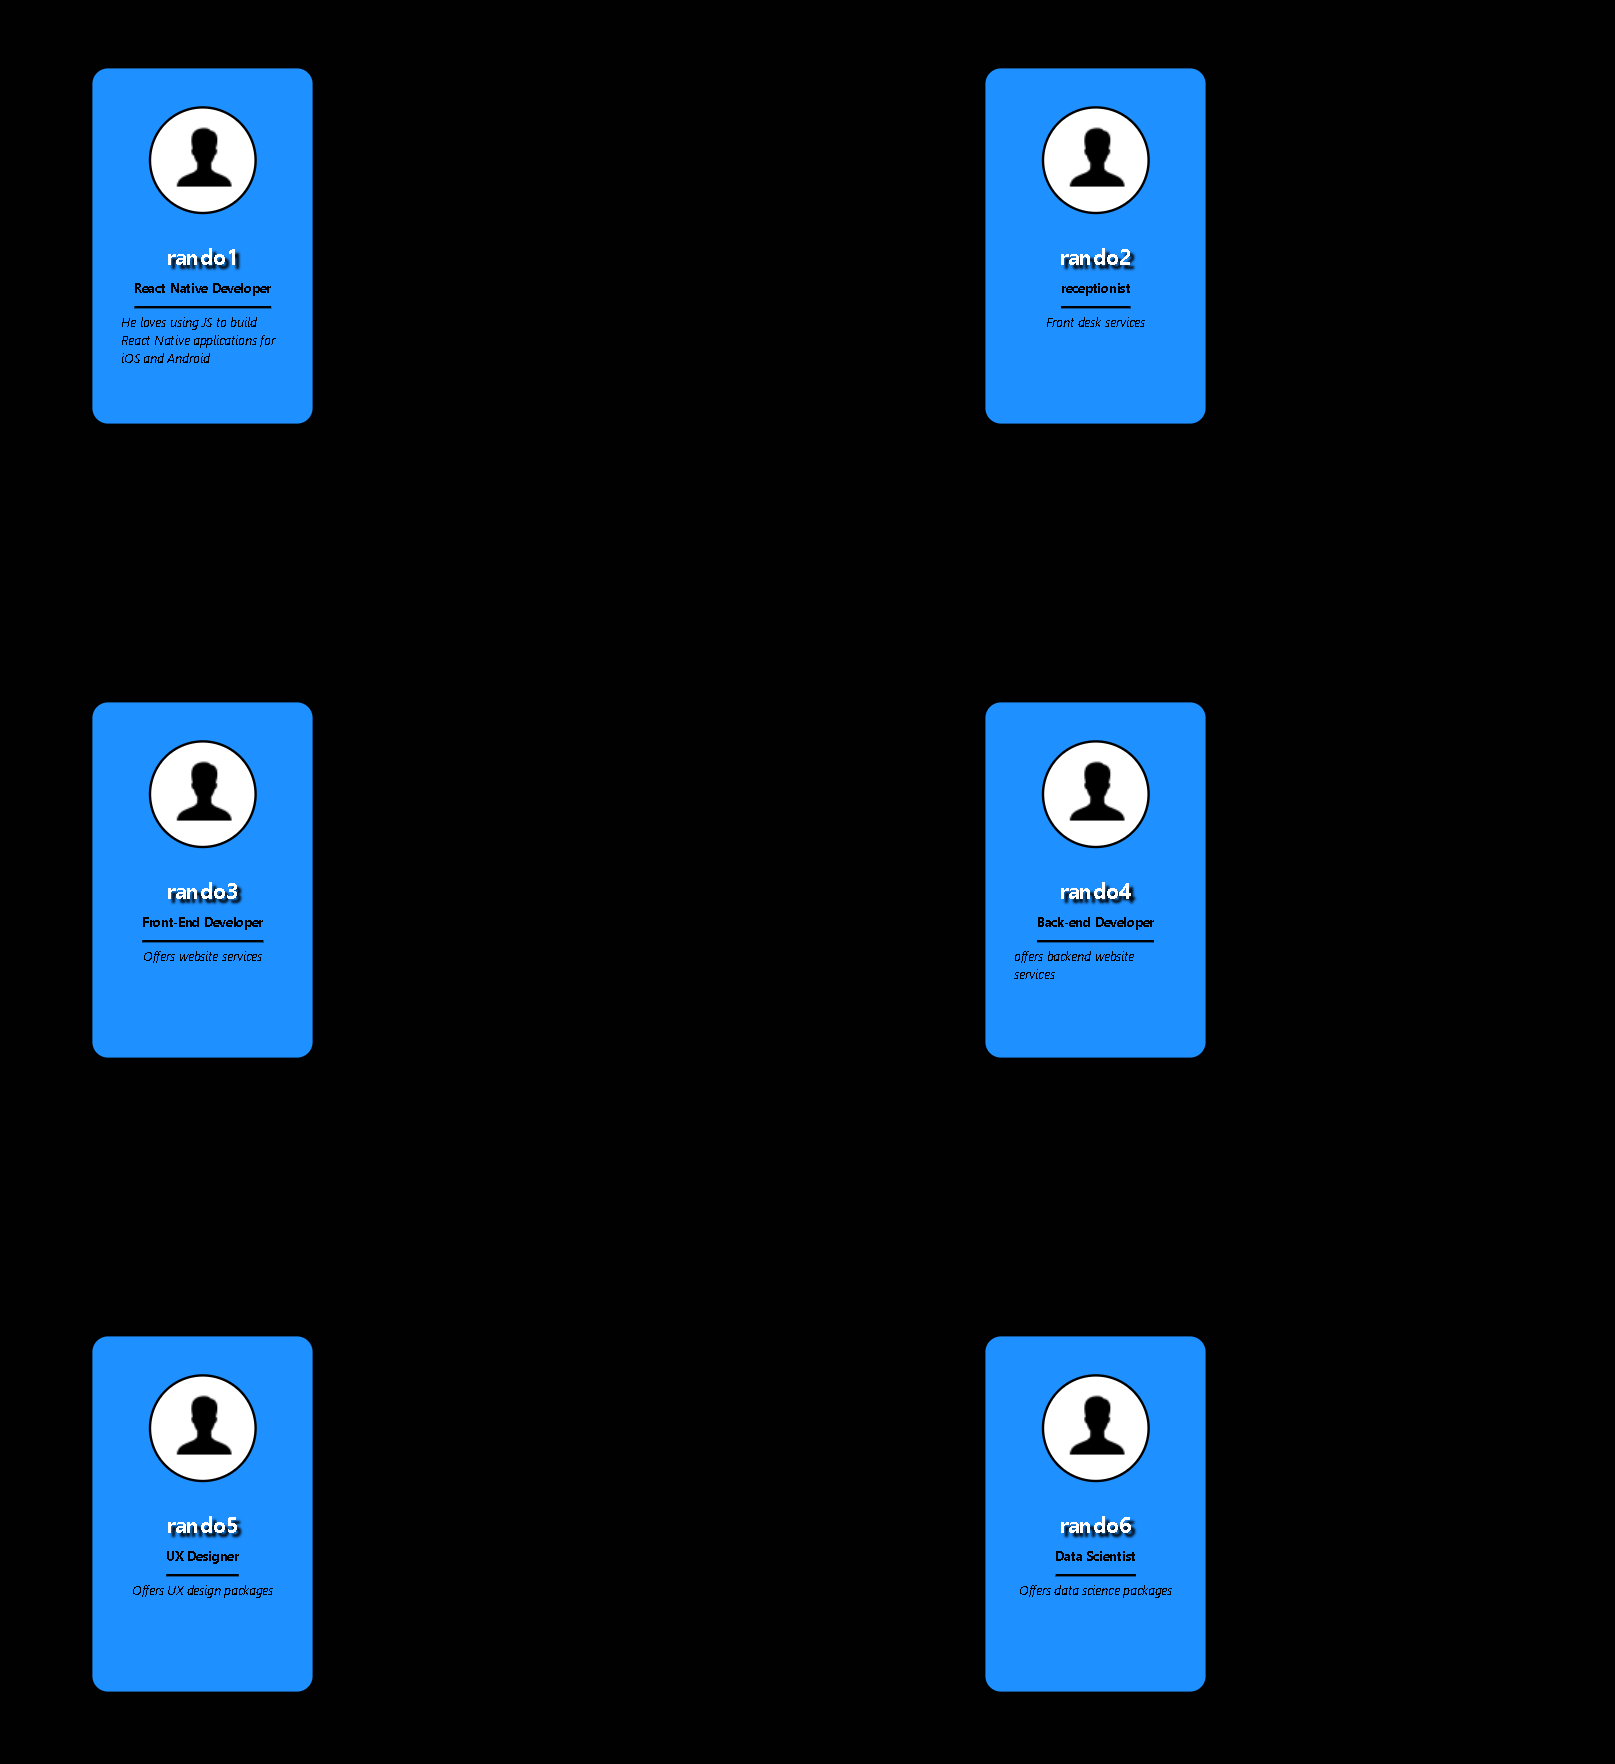 rando1
React Native Developer
He loves using JS to build
React Native applications for
iOS and Android
rando2
receptionist
Front desk services
rando3
Front-End Developer
Offers website services
rando4
Back-end Developer
offers backend website
services
rando5
UX Designer
Offers UX design packages
rando6
Data Scientist
Offers data science packages